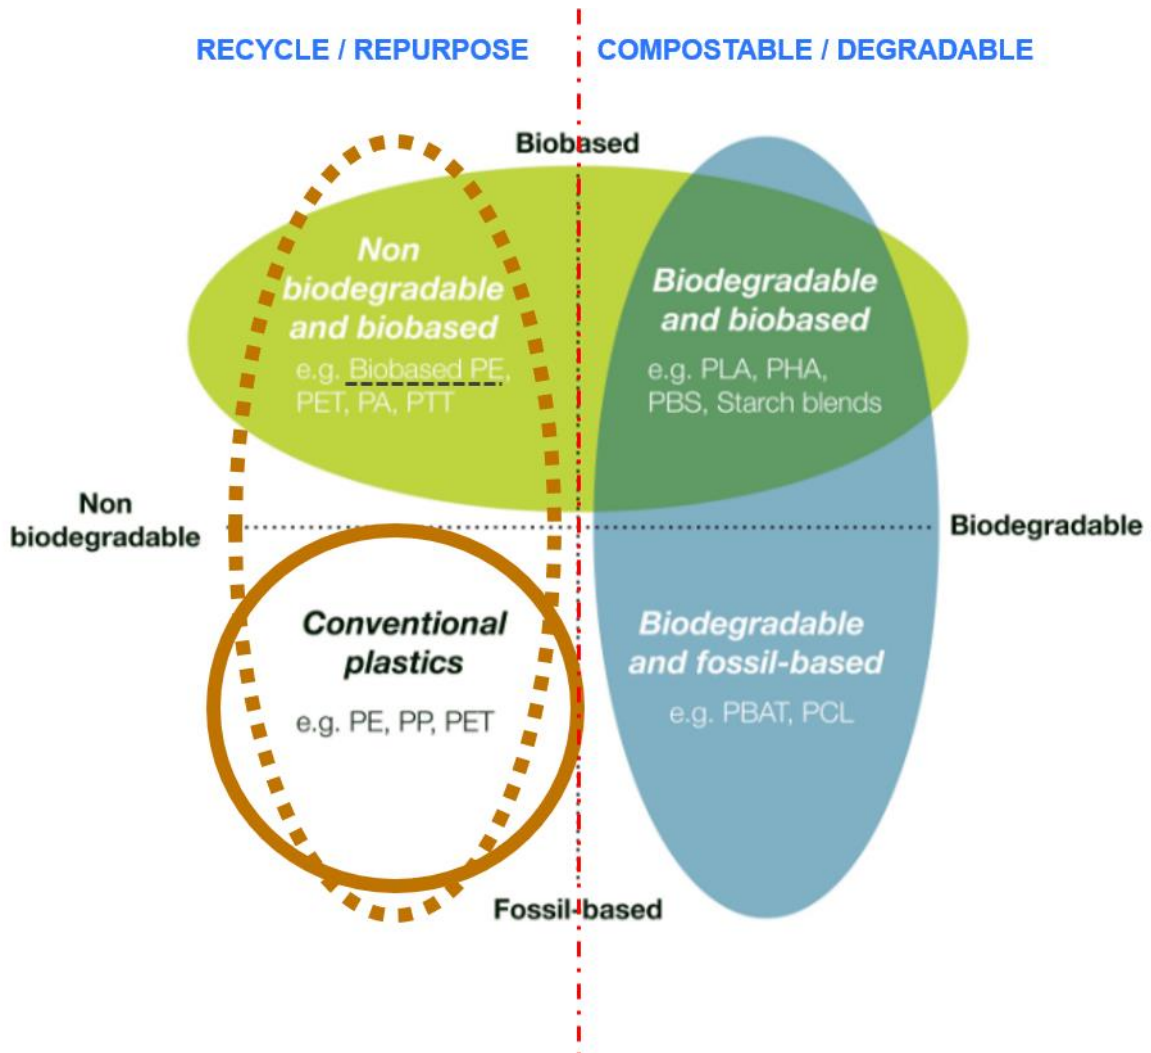 RECYCLE / REPURPOSE
COMPOSTABLE / DEGRADABLE
Biobased
Non
biodegradable
and biobased
e.g. Biobased PE,
PET, PA, PTT
Biodegradable
and biobased
e.g. PLA, PHA,
PBS, Starch blends
Non
biodegradable
Biodegradable
Conventional
plastics
e.g. PE, PP, PET
Biodegradable
and fossil-based
e.g. PBAT, PCL
Fossil-based